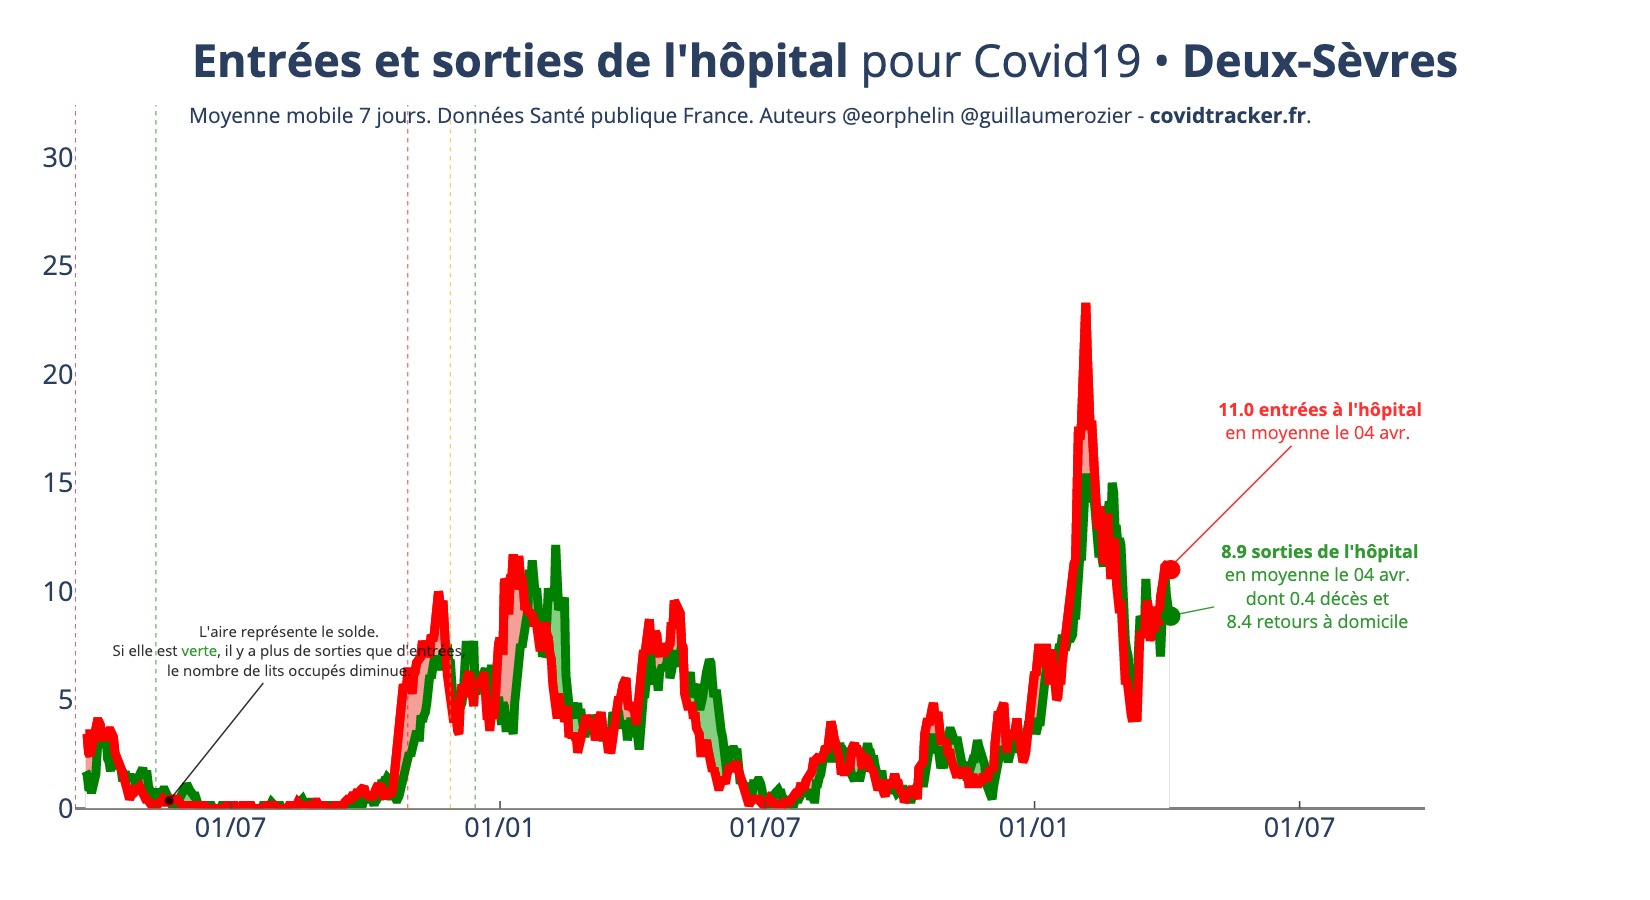 Entrées et sorties de l'hôpital pour Covid19 • Deux-Sèvres
Moyenne mobile 7 jours. Données Santé publique France. Auteurs @eorphelin @guillaumerozier - covidtracker.fr.
30
25
20
15
10
5
0
11.0 entrées à l'hôpital
en moyenne le 04 avr.
8.9 sorties de l'hôpital
en moyenne le 04 avr.
dont 0.4 décès et
8.4 retours à domicile
L'aire représente le solde.
Si elle est verte, il y a plus de sorties que d'entrées,
le nombre de lits occupés diminue.
01/07
01/01
01/07
01/01
01/07